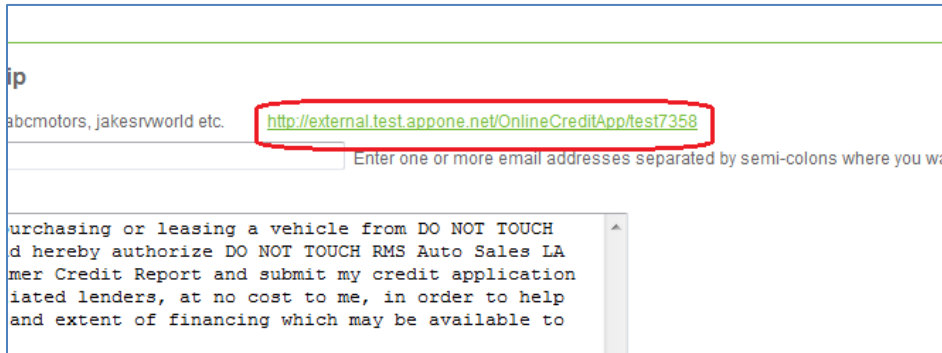 ip
abcmotors, jakesrvworld etc. http://external.test.appone.net/OnlineCreditApp/test7358
Enter one or more email addresses separated by semi-colons where you wa
urchasing or leasing a vehicle from DO NOT TOUCH
d hereby authorize DO NOT TOUCH RMS Auto Sales LA
mer Credit Report and submit my credit application
iated lenders, at no cost to me, in order to help
and extent of financing which may be available to